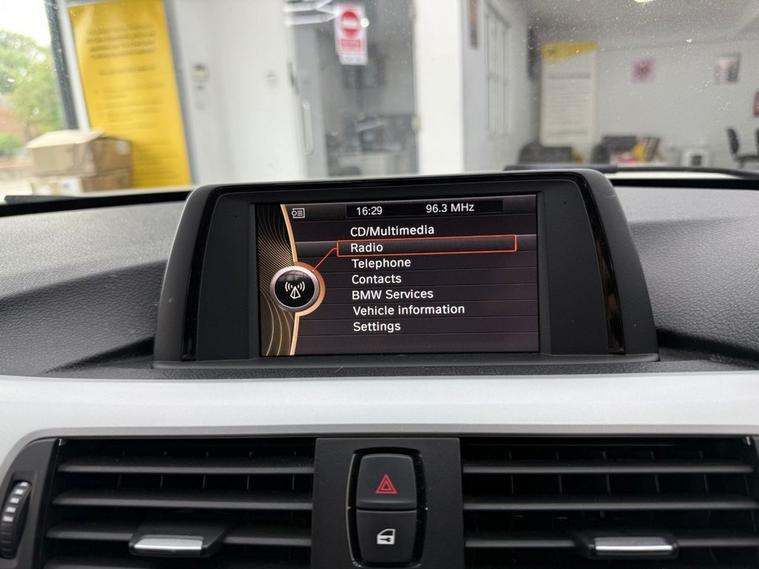 16:29 96.3 MHz
CD/Multimedia
Radio
Telephone
Contacts
BMW Services
Vehicle information
Settings